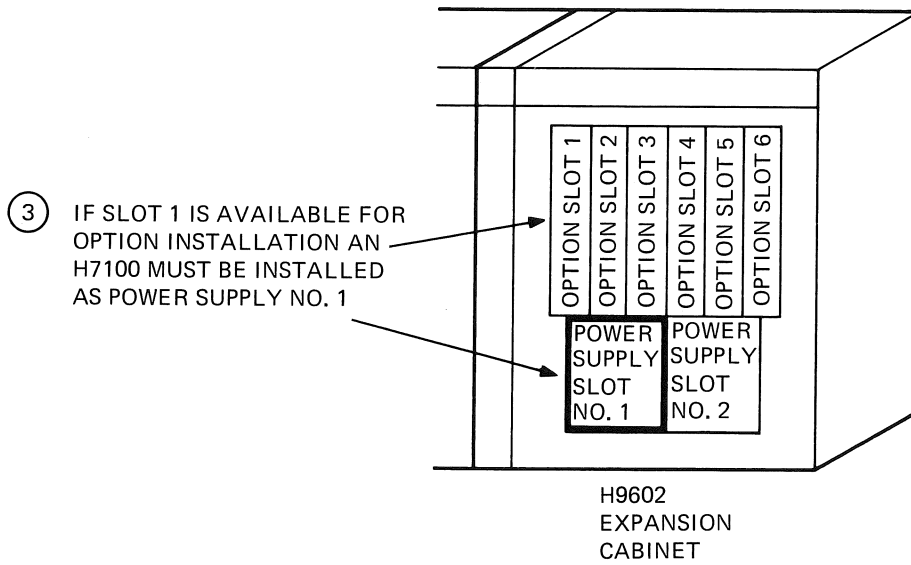 3
IF SLOT 1 IS AVAILABLE FOR
OPTION INSTALLATION AN
H7100 MUST BE INSTALLED
AS POWER SUPPLY NO. 1
OPTION SLOT 1
OPTION SLOT 2
OPTION SLOT 3
OPTION SLOT 4
OPTION SLOT 5
OPTION SLOT 6
POWER
SUPPLY
SLOT
NO. 1
POWER
SUPPLY
SLOT
NO. 2
H9602
EXPANSION
CABINET